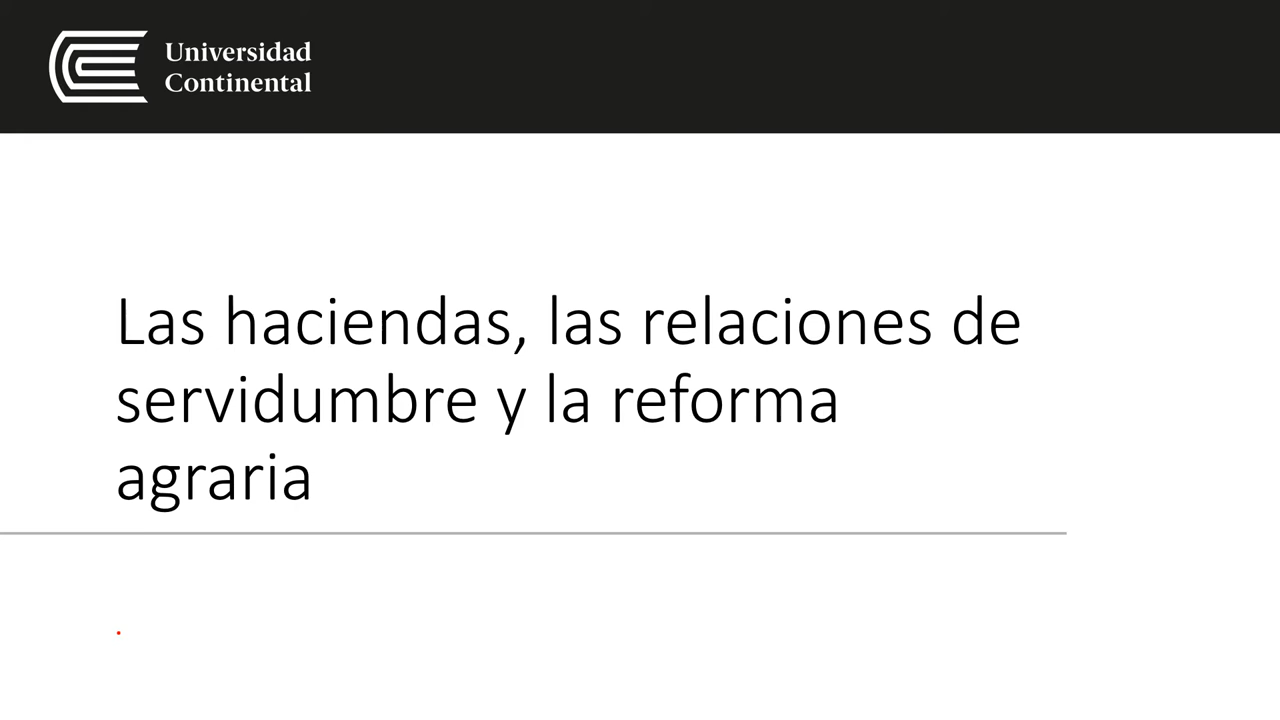 Universidad
Continental
Las haciendas, las relaciones de
servidumbre y la reforma
agraria
.